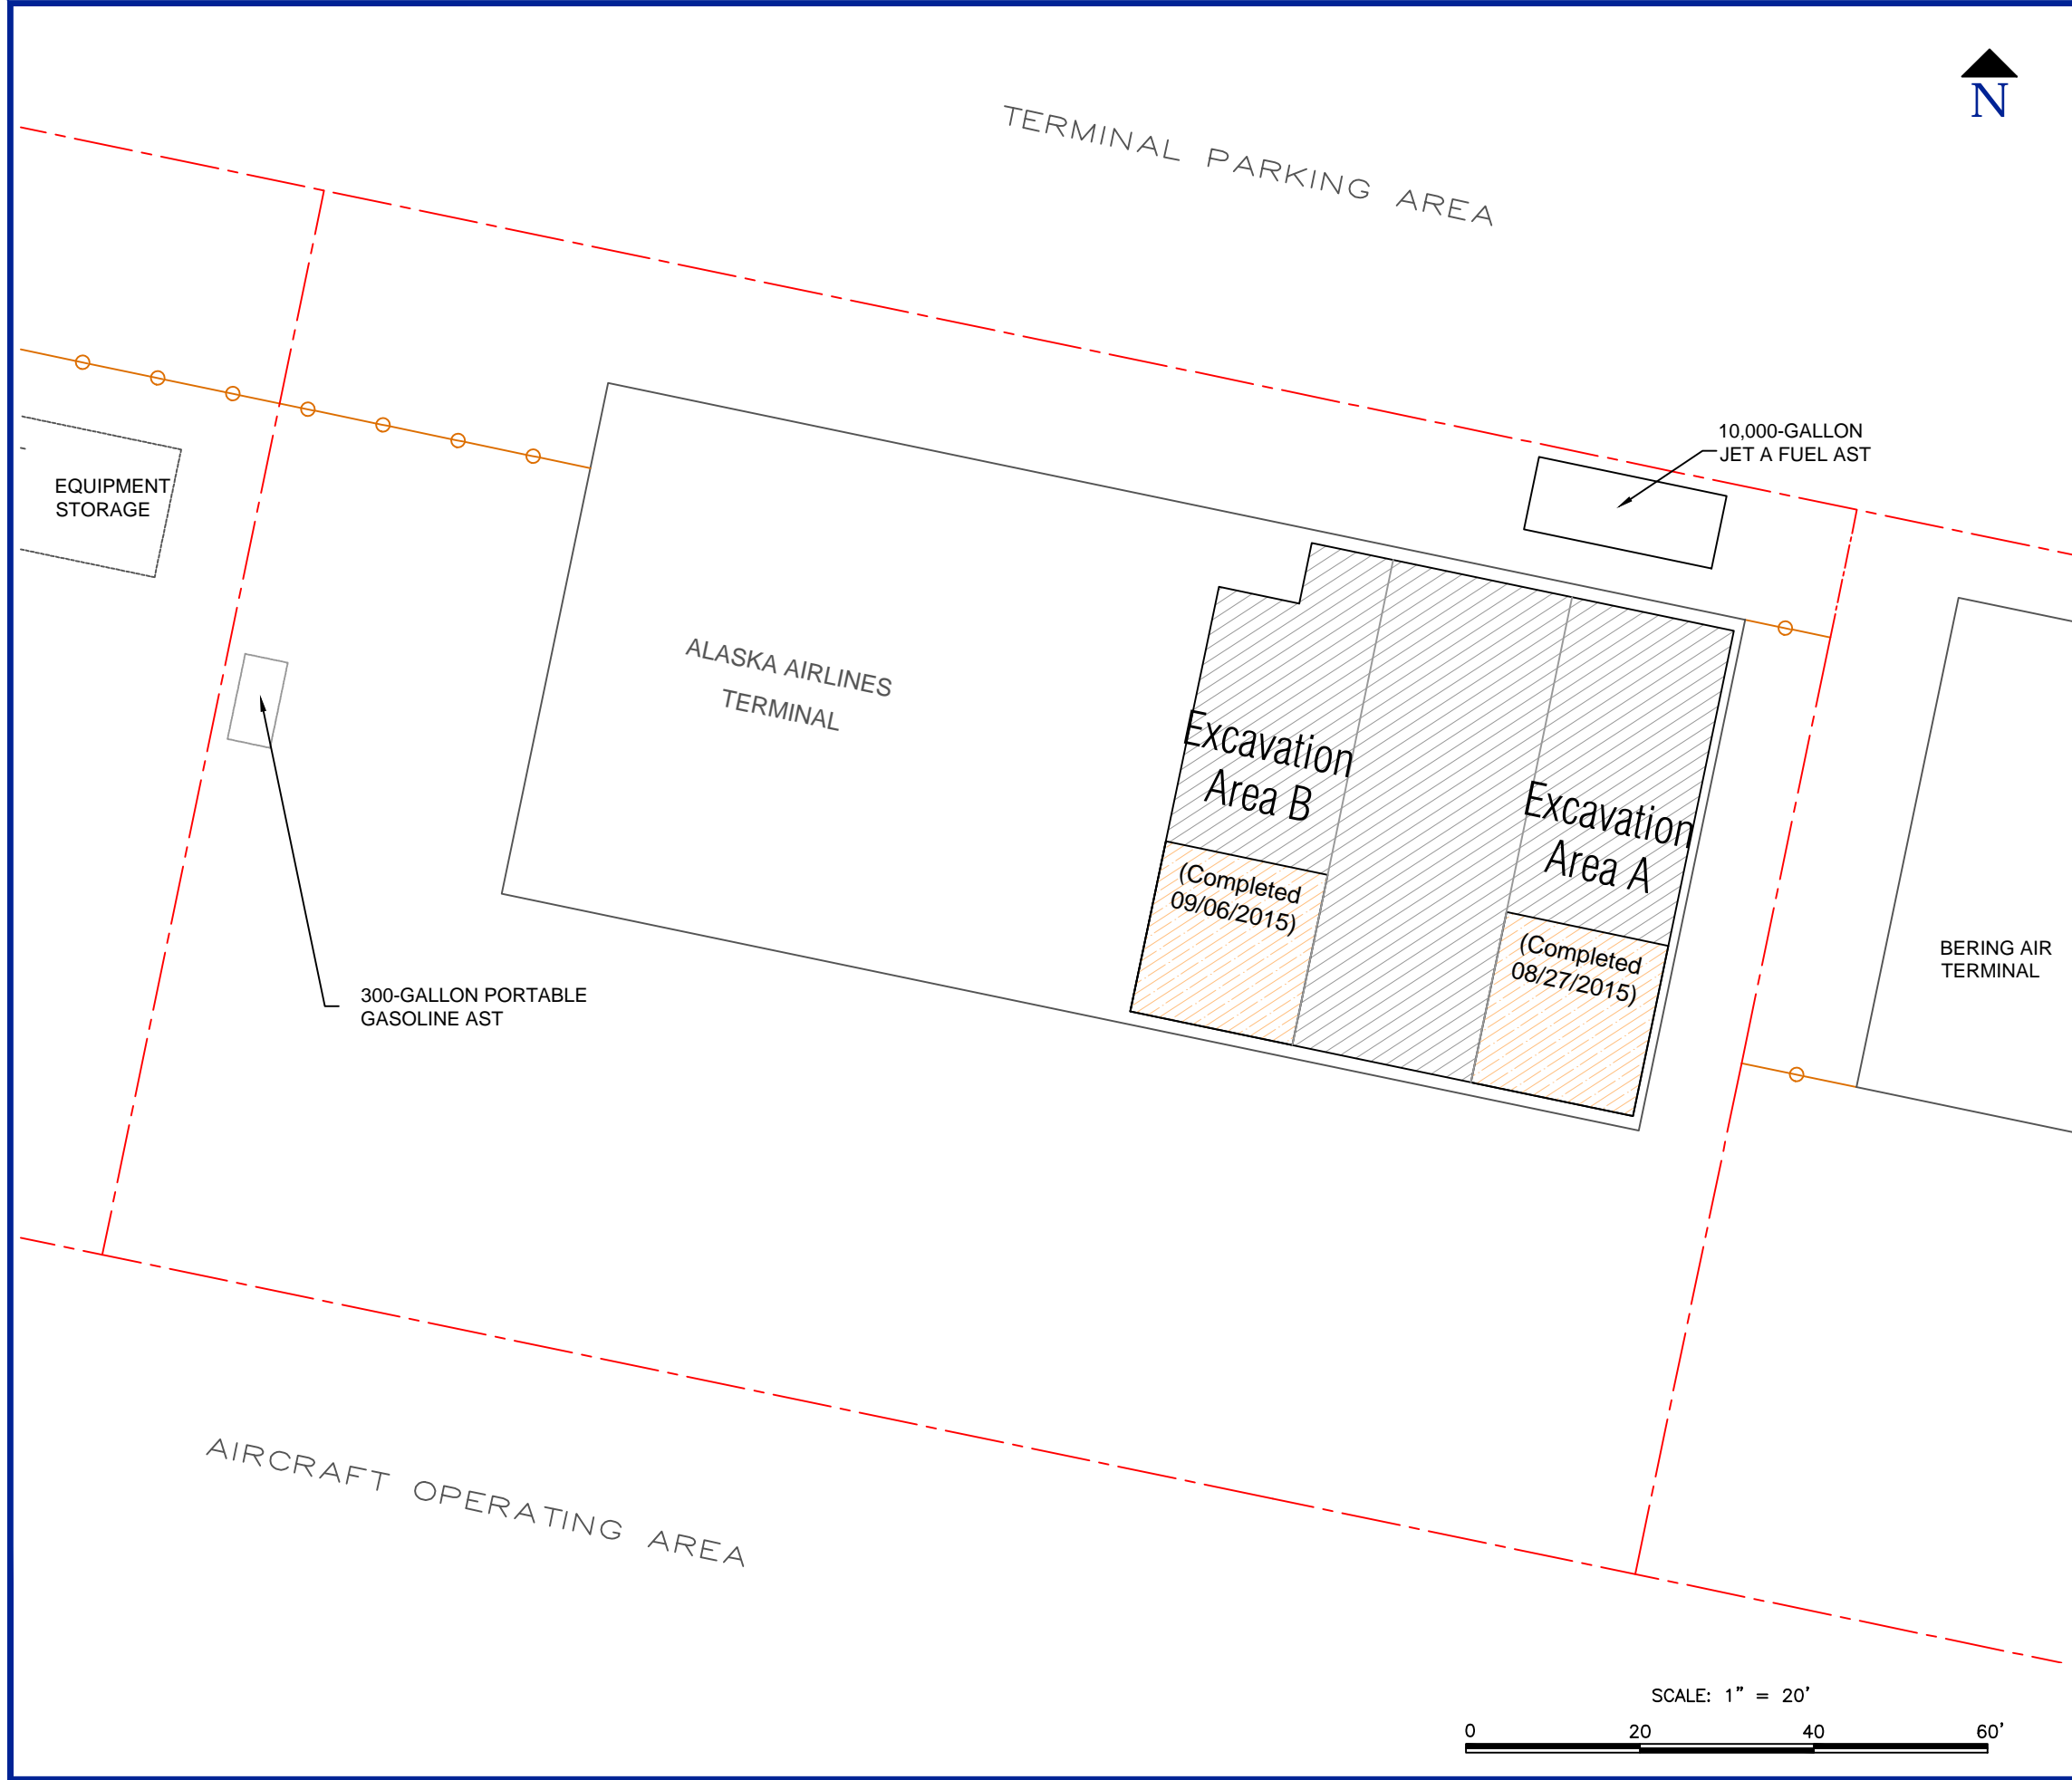 N
TERMINAL PARKING AREA
10,000-GALLON
JET A FUEL AST
EQUIPMENT
STORAGE
ALASKA AIRLINES
TERMINAL
Excavation
Area B
Excavation
Area A
(Completed
09/06/2015)
(Completed
08/27/2015)
BERING AIR
TERMINAL
300-GALLON PORTABLE
GASOLINE AST
AIRCRAFT OPERATING AREA
SCALE: 1" = 20'
0 20 40 60'